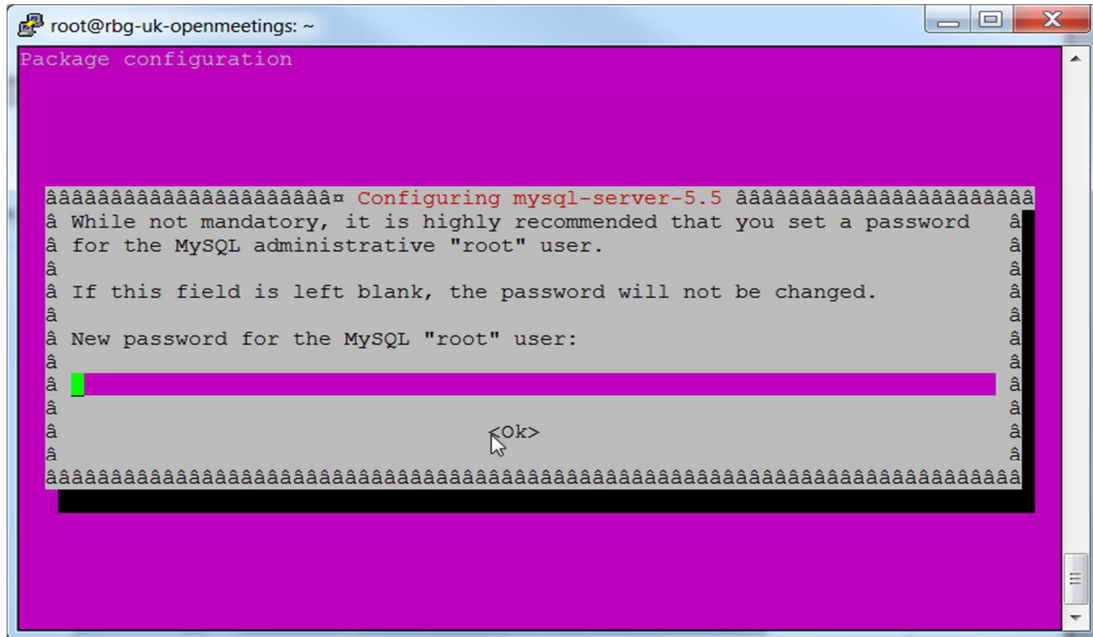 root@rbg-uk-openmeetings: ~
Package configuration
âââââââââââââââââââââââ¤ Configuring mysql-server-5.5 âââââââââââââââââââââââ
â While not mandatory, it is highly recommended that you set a password â
â for the MySQL administrative "root" user. â
â â
â If this field is left blank, the password will not be changed. â
â â
â New password for the MySQL "root" user: â
â â
â â
â â
â <Ok> â
â â
âââââââââââââââââââââââââââââââââââââââââââââââââââââââââââââââââââââââââââ